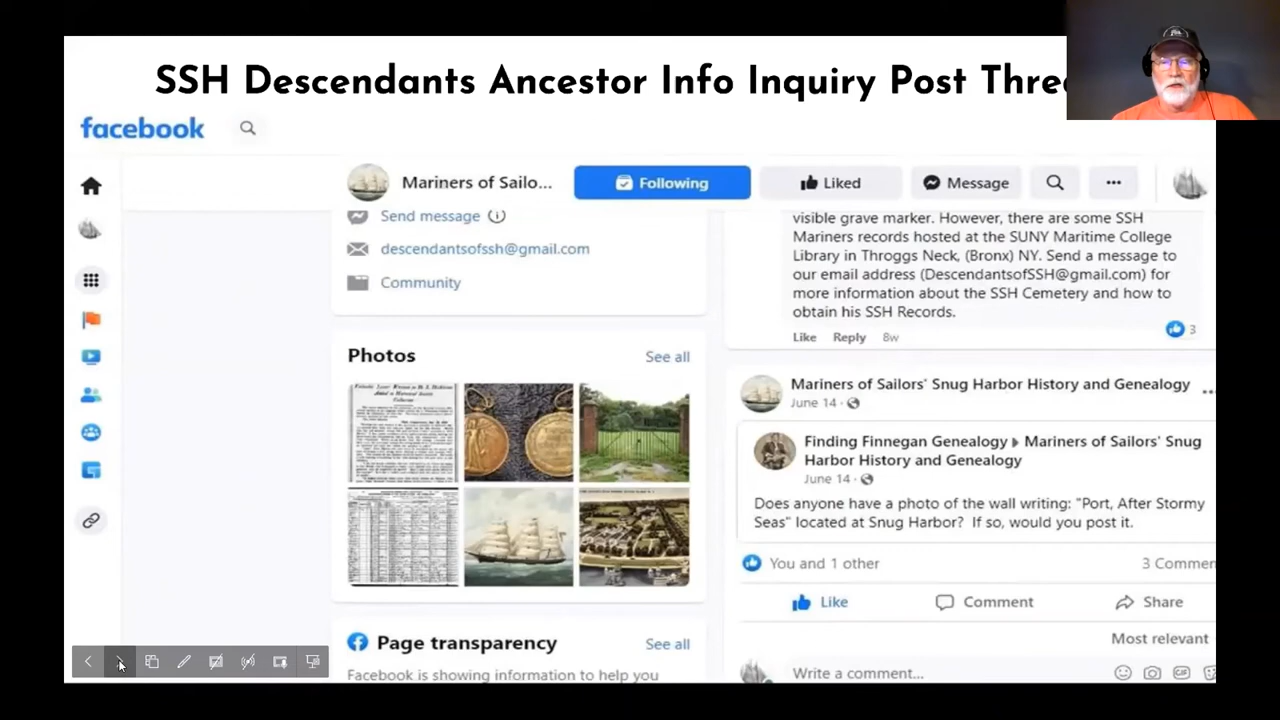 SSH Descendants Ancestor Info Inquiry Post Thre
facebook
Mariners of Sailo...
Following
Liked
Message
Send message
descendantsofssh@gmail.com
Community
Photos
See all
Page transparency
See all
Facebook is showing information to help you
visible grave marker. However, there are some SSH
Mariners records hosted at the SUNY Maritime College
Library in Throggs Neck, (Bronx) NY. Send a message to
our email address (DescendantsofSSH@gmail.com) for
more information about the SSH Cemetery and how to
obtain his SSH Records.
Like Reply 8w
3
Mariners of Sailors' Snug Harbor History and Genealogy
June 14
Finding Finnegan Genealogy Mariners of Sailors' Snug
Harbor History and Genealogy
June 14
Does anyone have a photo of the wall writing: "Port, After Stormy
Seas" located at Snug Harbor? If so, would you post it.
You and 1 other
3 Commen
Like
Comment
Share
Most relevant
Write a comment...
GIF